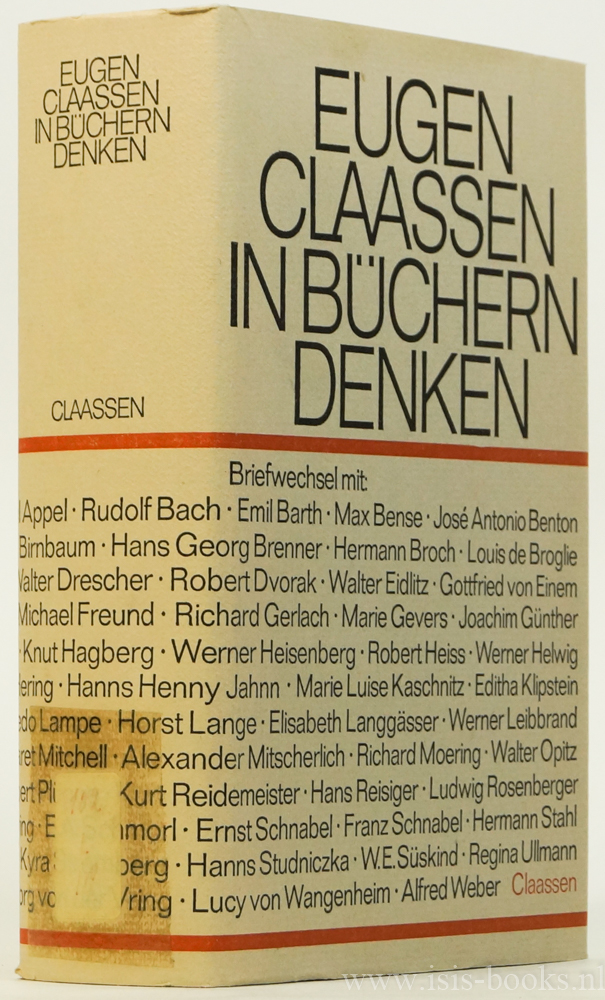 EUGEN
CLAASSEN
IN BÜCHERN
DENKEN
CLAASSEN
EUGEN
CLAASSEN
IN BÜCHERN
DENKEN
Briefwechsel mit:
Appel · Rudolf Bach · Emil Barth · Max Bense · José Antonio Benton
Birnbaum · Hans Georg Brenner · Hermann Broch · Louis de Broglie
Walter Drescher · Robert Dvorak · Walter Eidlitz · Gottfried von Einem
Michael Freund · Richard Gerlach · Marie Gevers · Joachim Günther
· Knut Hagberg · Werner Heisenberg · Robert Heiss · Werner Helwig
· Hanns Henny Jahnn · Marie Luise Kaschnitz · Editha Klipstein
Lampe · Horst Lange · Elisabeth Langgässer · Werner Leibbrand
Mitchell · Alexander Mitscherlich · Richard Moering · Walter Opitz
Kurt Reidemeister · Hans Reisiger · Ludwig Rosenberger
· Ernst Schnabel · Franz Schnabel · Hermann Stahl
Kyra · Hanns Studniczka · W.E. Süskind · Regina Ullmann
· Lucy von Wangenheim · Alfred Weber Claassen
www.isis-books.nl